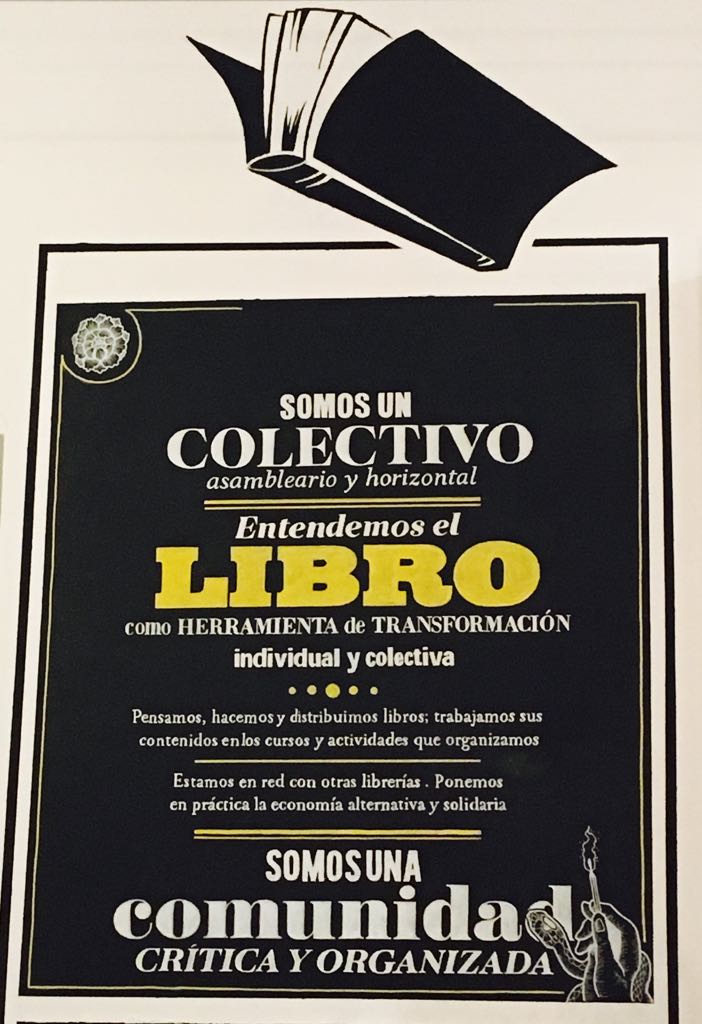 SOMOS UN
COLECTIVO
asambleario y horizontal
Entendemos el
LIBRO
como HERRAMIENTA de TRANSFORMACIÓN
individual y colectiva
Pensamos, hacemos y distribuimos libros; trabajamos sus
contenidos en los cursos y actividades que organizamos
Estamos en red con otras librerías. Ponemos
en práctica la economía alternativa y solidaria
SOMOS UNA
comunidad
CRÍTICA Y ORGANIZADA